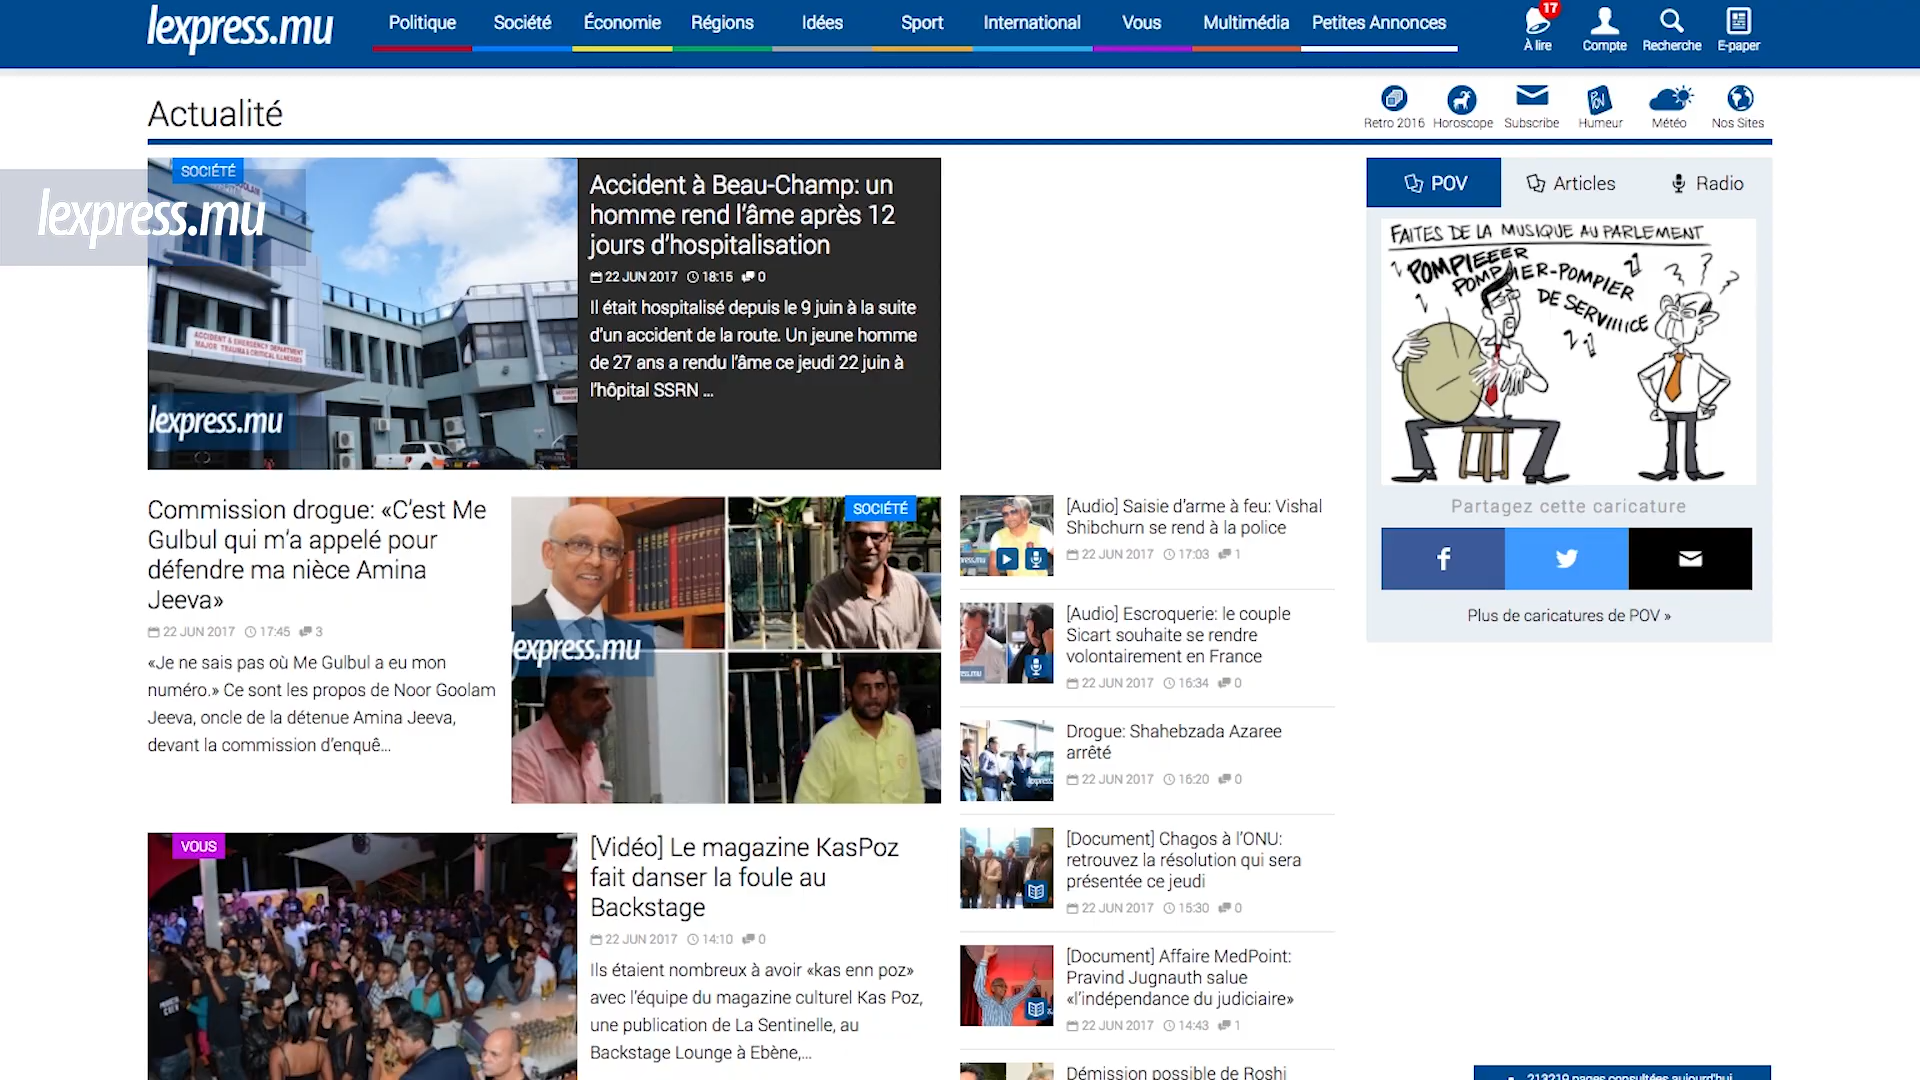 lexpress.mu
Politique
Société
Économie
Régions
Idées
Sport
International
Vous
Multimédia
Petites Annonces
17
À lire
Compte
Recherche
E-paper
Actualité
Retro 2016
Horoscope
Subscribe
Humeur
Météo
Nos Sites
SOCIÉTÉ
lexpress.mu
ACCIDENT & EMERGENCY DEPARTMENT
MAJOR TRAUMA & CRITICAL ILLNESSES
lexpress.mu
Accident à Beau-Champ: un
homme rend l’âme après 12
jours d’hospitalisation
22 JUN 2017 18:15 0
Il était hospitalisé depuis le 9 juin à la suite
d’un accident de la route. Un jeune homme
de 27 ans a rendu l’âme ce jeudi 22 juin à
l’hôpital SSRN ...
POV
Articles
Radio
FAITES DE LA MUSIQUE AU PARLEMENT
POMPIEEER
POMPIER-POMPIER
DE SERVIIIICE
Partagez cette caricature
Plus de caricatures de POV »
Commission drogue: «C’est Me
Gulbul qui m’a appelé pour
défendre ma nièce Amina
Jeeva»
22 JUN 2017 17:45 3
«Je ne sais pas où Me Gulbul a eu mon
numéro.» Ce sont les propos de Noor Goolam
Jeeva, oncle de la détenue Amina Jeeva,
devant la commission d’enquê...
SOCIÉTÉ
lexpress.mu
[Audio] Saisie d’arme à feu: Vishal
Shibchurn se rend à la police
22 JUN 2017 17:03 1
[Audio] Escroquerie: le couple
Sicart souhaite se rendre
volontairement en France
22 JUN 2017 16:34 0
Drogue: Shahebzada Azaree
arrêté
22 JUN 2017 16:20 0
[Document] Chagos à l’ONU:
retrouvez la résolution qui sera
présentée ce jeudi
22 JUN 2017 15:30 0
[Document] Affaire MedPoint:
Pravind Jugnauth salue
«l’indépendance du judiciaire»
22 JUN 2017 14:43 1
Démission possible de Roshi
VOUS
[Vidéo] Le magazine KasPoz
fait danser la foule au
Backstage
22 JUN 2017 14:10 0
Ils étaient nombreux à avoir «kas enn poz»
avec l’équipe du magazine culturel Kas Poz,
une publication de La Sentinelle, au
Backstage Lounge à Ebène,...
213219 pages consultées aujourd'hui